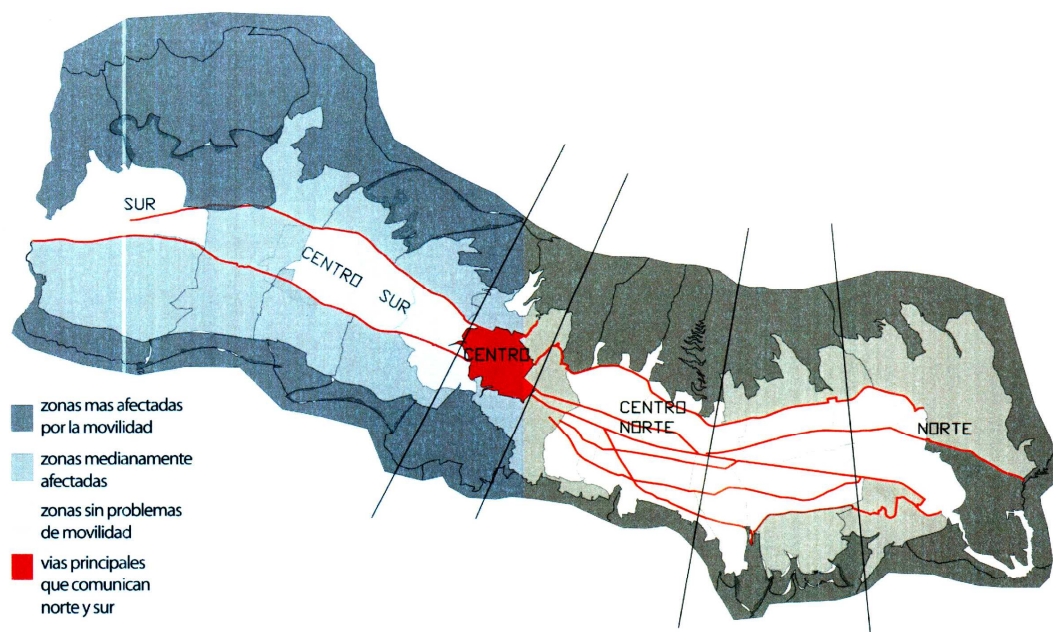 SUR
CENTRO SUR
CENTRO
CENTRO
NORTE
NORTE
zonas mas afectadas
por la movilidad
zonas medianamente
afectadas
zonas sin problemas
de movilidad
vias principales
que comunican
norte y sur